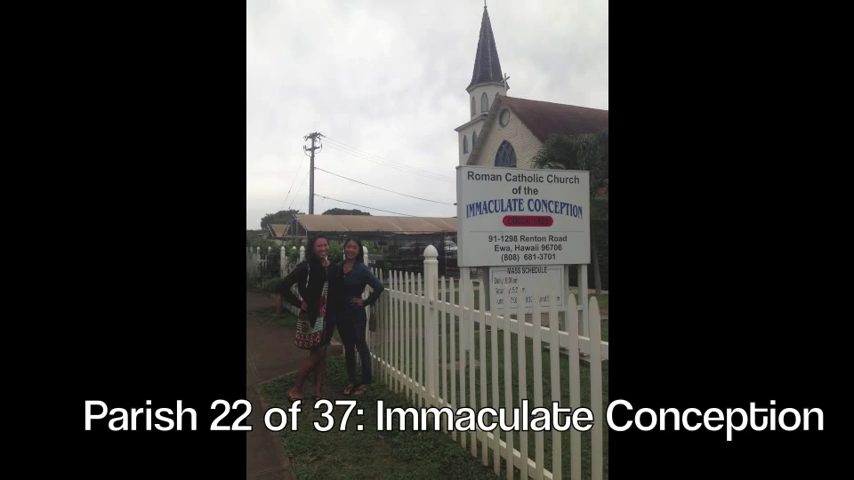 Roman Catholic Church
of the
IMMACULATE CONCEPTION
91-1298 Renton Road
Ewa, Hawaii 96706
(808) 681-3701
MASS SCHEDULE
Parish 22 of 37: Immaculate Conception